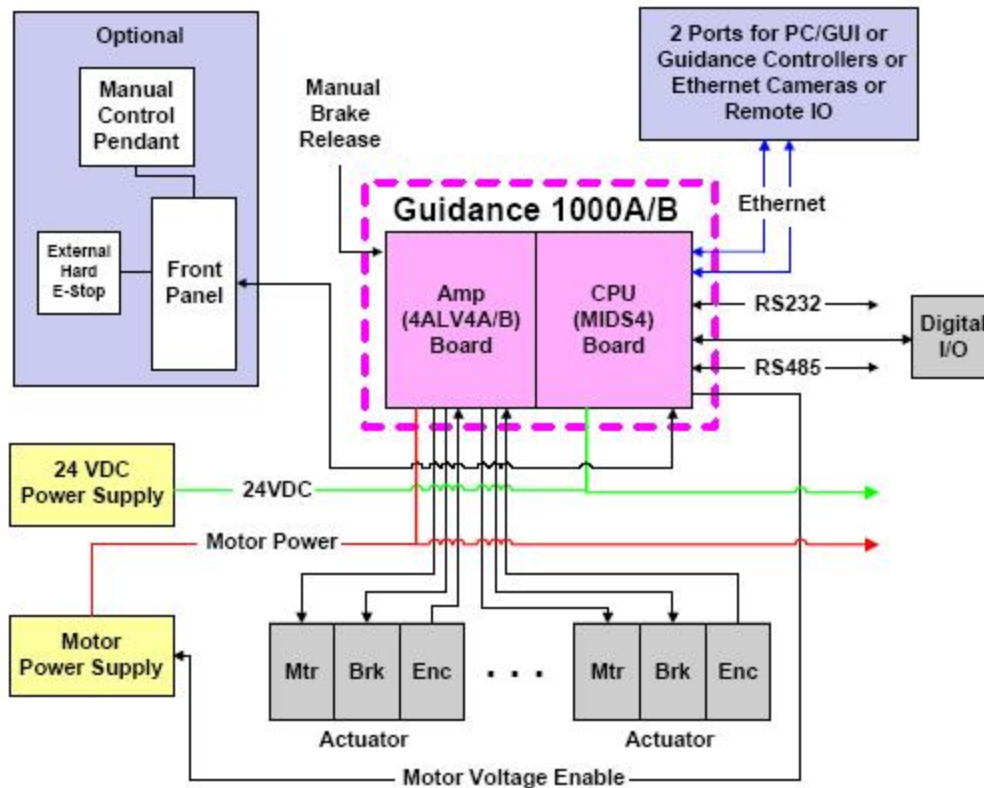 Optional
Manual
Control
Pendant
External
Hard
E-Stop
Front
Panel
Manual
Brake
Release
2 Ports for PC/GUI or
Guidance Controllers or
Ethernet Cameras or
Remote IO
Ethernet
Guidance 1000A/B
Amp
(4ALV4A/B)
Board
CPU
(MIDS4)
Board
RS232
RS485
Digital
I/O
24 VDC
Power Supply
24VDC
Motor Power
Motor
Power Supply
Mtr Brk Enc . . . Mtr Brk Enc
Actuator Actuator
Motor Voltage Enable